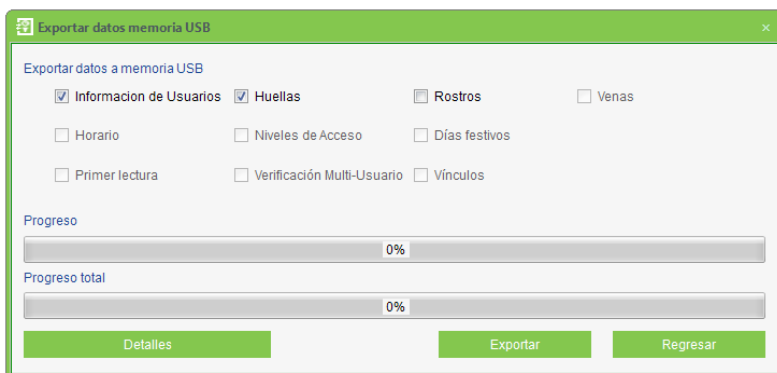 Exportar datos memoria USB
Exportar datos a memoria USB
Informacion de Usuarios Huellas Rostros Venas
Horario Niveles de Acceso Días festivos
Primer lectura Verificación Multi-Usuario Vínculos
Progreso
0%
Progreso total
0%
Detalles Exportar Regresar